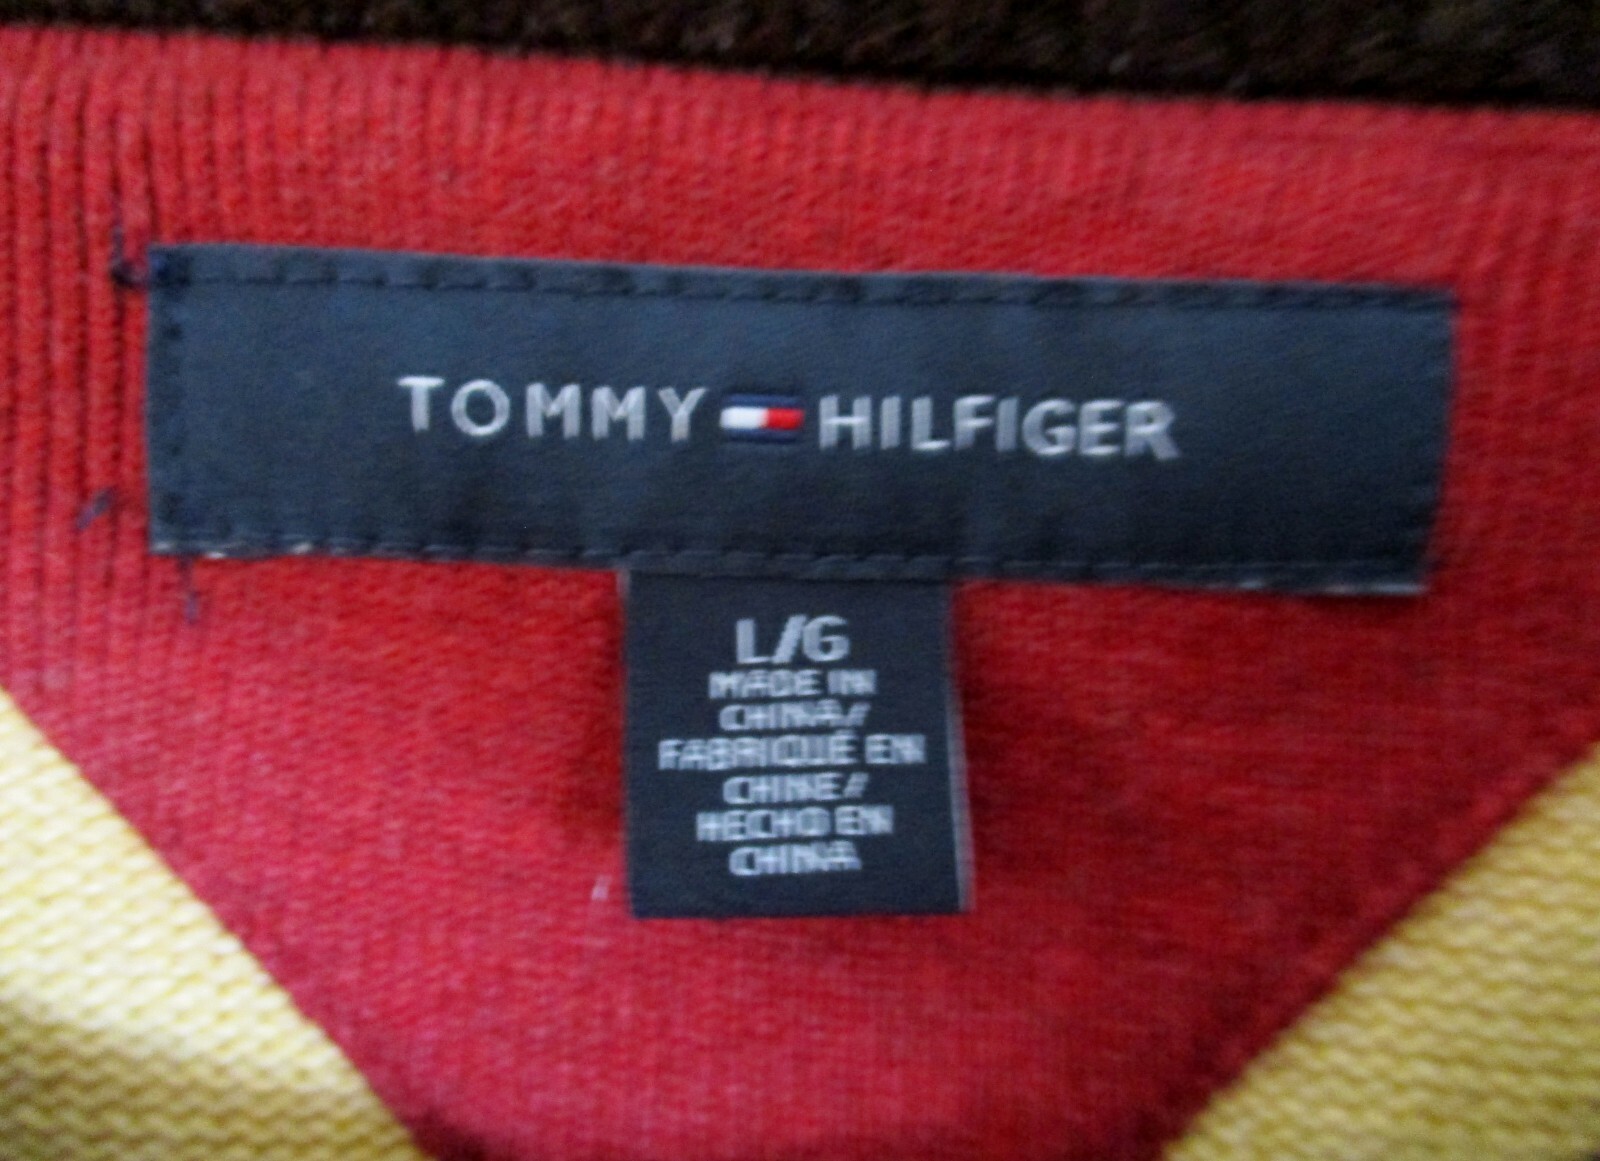 TOMMY HILFIGER
L/G
MADE IN
CHINA//
FABRIQUÉ EN
CHINE//
HECHO EN
CHINA